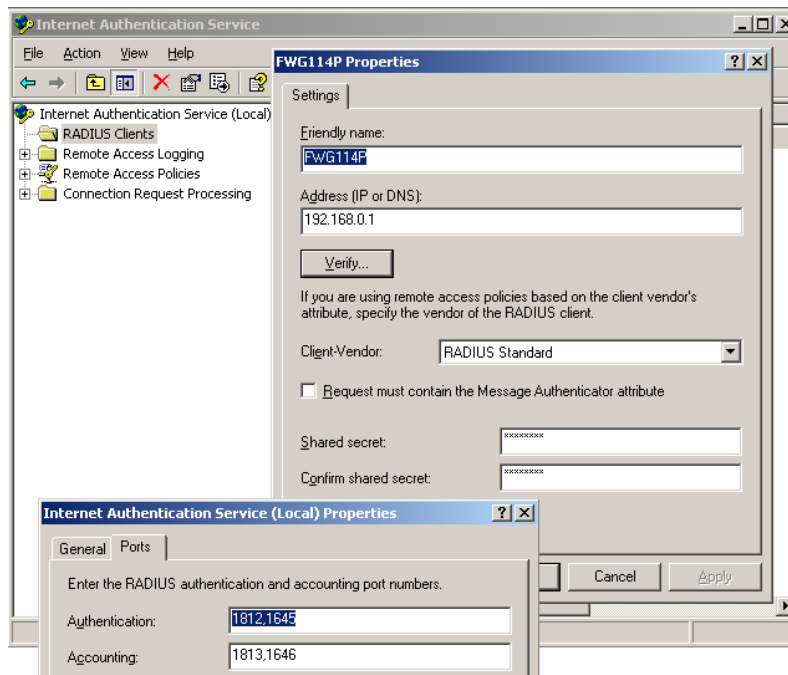 Internet Authentication Service
File Action View Help
Internet Authentication Service (Local)
RADIUS Clients
Remote Access Logging
Remote Access Policies
Connection Request Processing
FWG114P Properties
Settings
Friendly name:
FWG114P
Address (IP or DNS):
192.168.0.1
Verify...
If you are using remote access policies based on the client vendor's
attribute, specify the vendor of the RADIUS client.
Client-Vendor: RADIUS Standard
Request must contain the Message Authenticator attribute
Shared secret: xxxxxxxx
Confirm shared secret: xxxxxxxx
Cancel Apply
Internet Authentication Service (Local) Properties
General Ports
Enter the RADIUS authentication and accounting port numbers.
Authentication: 1812,1645
Accounting: 1813,1646